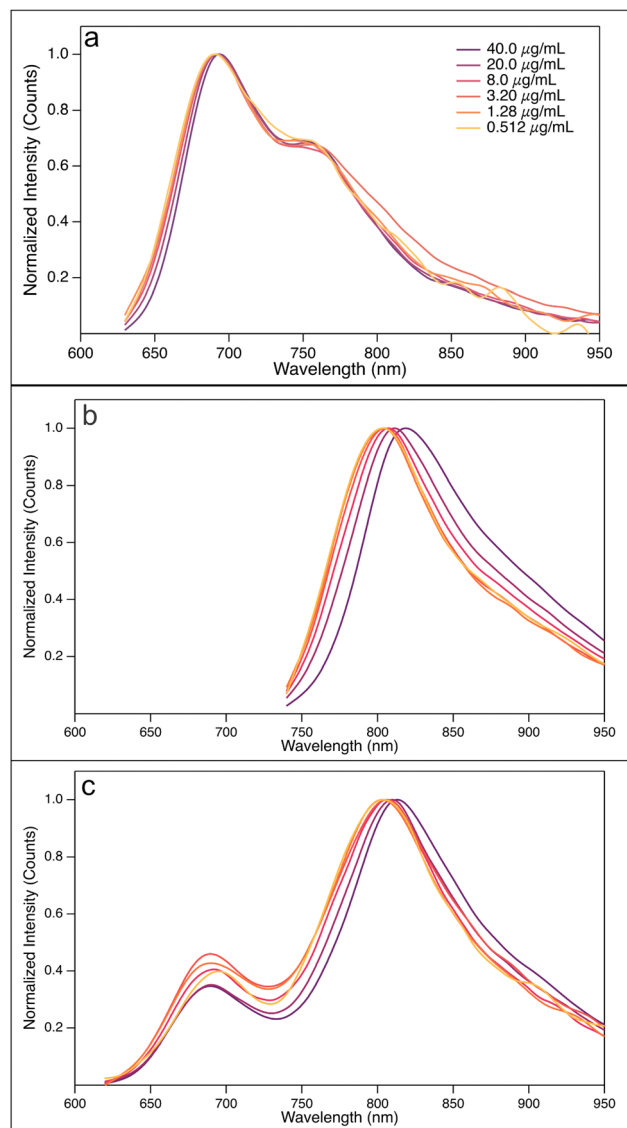 a
1.0
0.8
0.6
0.4
0.2
Normalized Intensity (Counts)
40.0 µg/mL
20.0 µg/mL
8.0 µg/mL
3.20 µg/mL
1.28 µg/mL
0.512 µg/mL
600 650 700 750 800 850 900 950
Wavelength (nm)
b
1.0
0.8
0.6
0.4
0.2
Normalized Intensity (Counts)
600 650 700 750 800 850 900 950
Wavelength (nm)
c
1.0
0.8
0.6
0.4
0.2
Normalized Intensity (Counts)
600 650 700 750 800 850 900 950
Wavelength (nm)